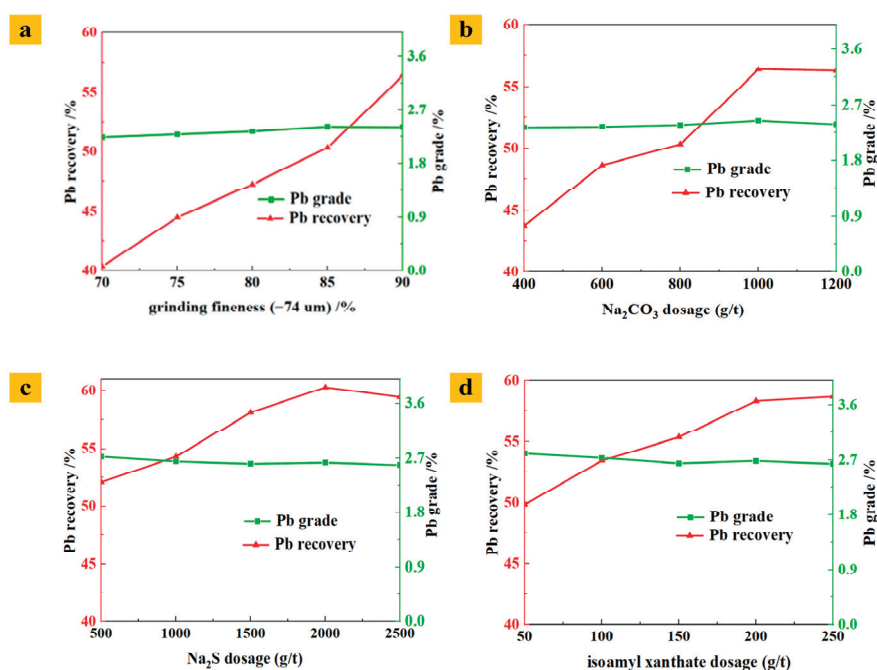 a
60
55
50
45
40
Pb recovery /%
3.6
2.7
1.8
0.9
0.0
Pb grade /%
Pb grade
Pb recovery
70 75 80 85 90
grinding fineness (−74 um) /%
b
60
55
50
45
40
Pb recovery /%
3.6
2.7
1.8
0.9
0.0
Pb grade /%
Pb grade
Pb recovery
400 600 800 1000 1200
Na₂CO₃ dosage (g/t)
c
60
55
50
45
40
Pb recovery /%
3.6
2.7
1.8
0.9
0.0
Pb grade /%
Pb grade
Pb recovery
500 1000 1500 2000 2500
Na₂S dosage (g/t)
d
60
55
50
45
40
Pb recovery /%
3.6
2.7
1.8
0.9
0.0
Pb grade /%
Pb grade
Pb recovery
50 100 150 200 250
isoamyl xanthate dosage (g/t)